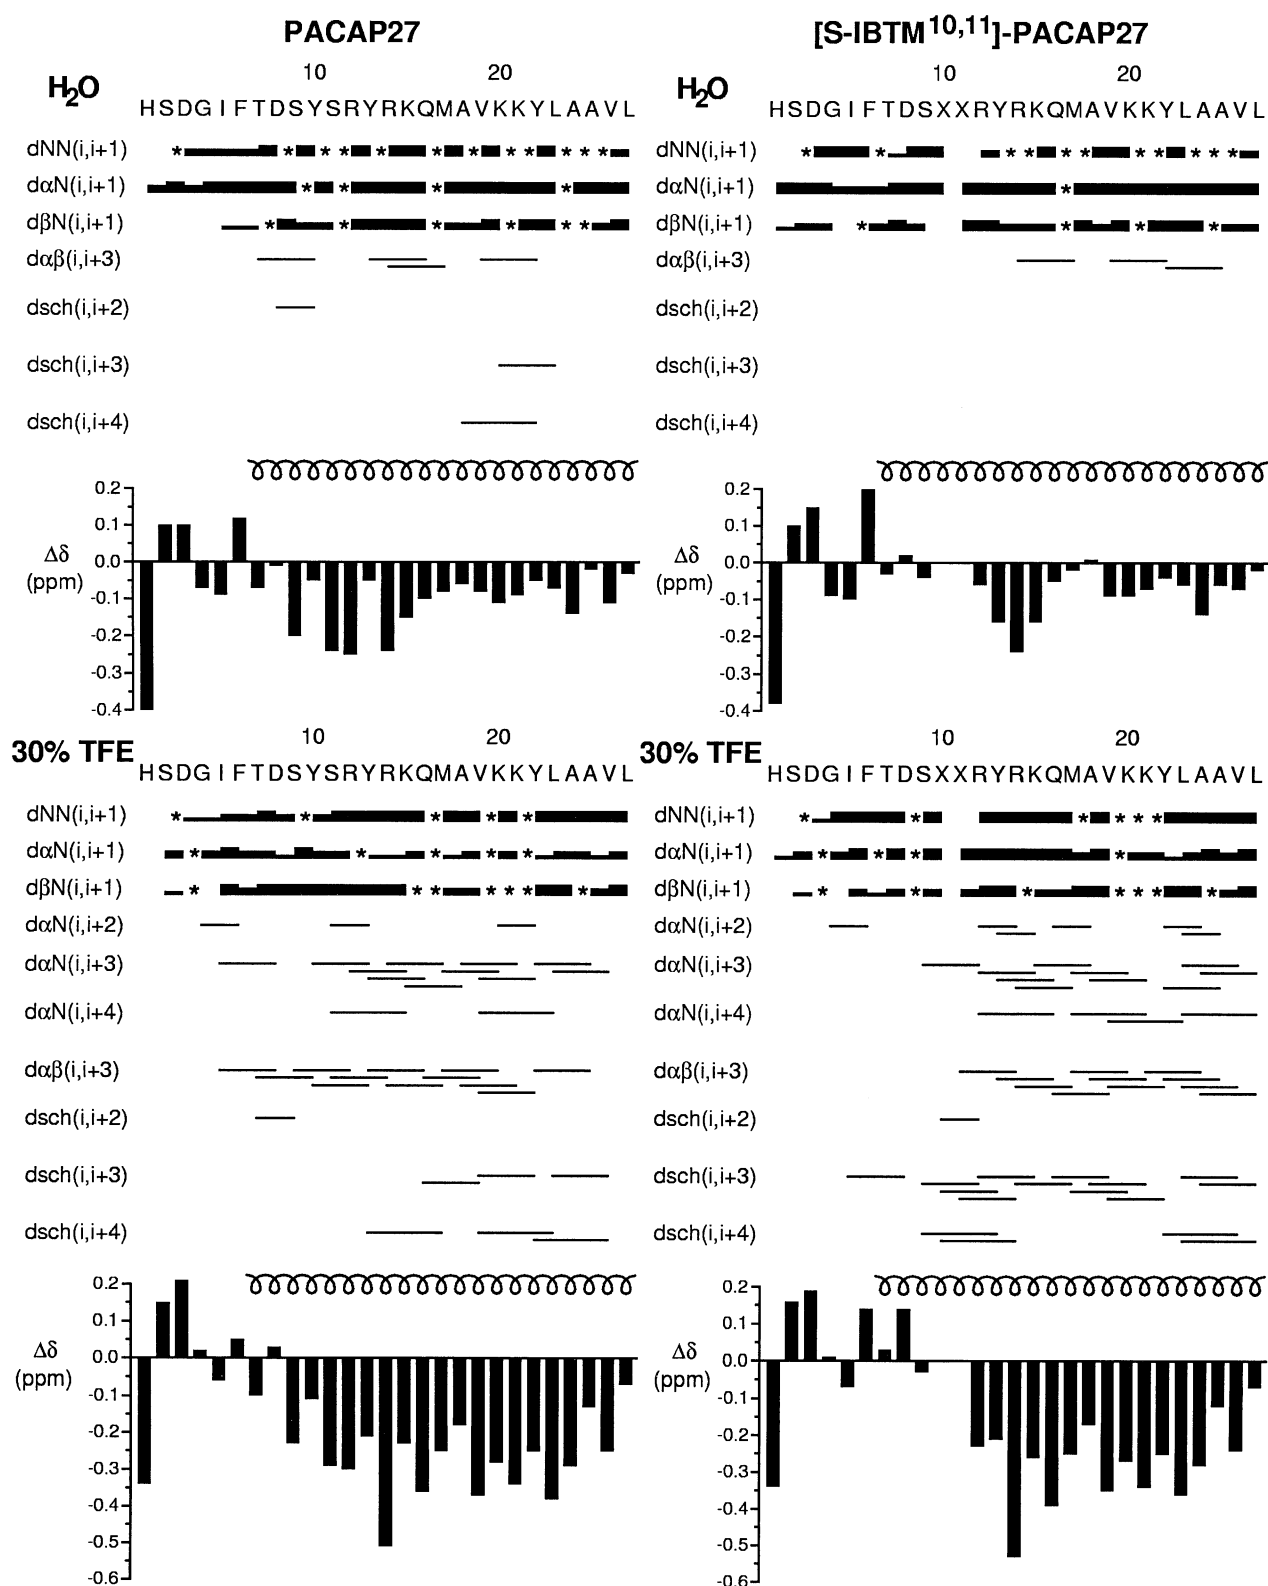 PACAP27
H2O
10 20
H S D G I F T D S Y S R Y R K Q M A V K K Y L A A V L
dNN(i,i+1) * * * * * * * * * * * *
dαN(i,i+1) * * * *
dβN(i,i+1) * * * * * *
dαβ(i,i+3)
dsch(i,i+2)
dsch(i,i+3)
dsch(i,i+4)
0.2
0.1
0.0
-0.1
-0.2
-0.3
-0.4
Δδ
(ppm)
[S-IBTM10,11]-PACAP27
H2O
10 20
H S D G I F T D S X X R Y R K Q M A V K K Y L A A V L
dNN(i,i+1) * * * * * * * * * * *
dαN(i,i+1) *
dβN(i,i+1) * * * *
dαβ(i,i+3)
dsch(i,i+2)
dsch(i,i+3)
dsch(i,i+4)
0.2
0.1
0.0
-0.1
-0.2
-0.3
-0.4
Δδ
(ppm)
30% TFE
10 20
H S D G I F T D S Y S R Y R K Q M A V K K Y L A A V L
dNN(i,i+1) * * * * *
dαN(i,i+1) * * * * *
dβN(i,i+1) * * * * * * *
dαN(i,i+2)
dαN(i,i+3)
dαN(i,i+4)
dαβ(i,i+3)
dsch(i,i+2)
dsch(i,i+3)
dsch(i,i+4)
0.2
0.1
0.0
-0.1
-0.2
-0.3
-0.4
-0.5
-0.6
Δδ
(ppm)
30% TFE
10 20
H S D G I F T D S X X R Y R K Q M A V K K Y L A A V L
dNN(i,i+1) * * * * * *
dαN(i,i+1) * * * *
dβN(i,i+1) * * * * * * *
dαN(i,i+2)
dαN(i,i+3)
dαN(i,i+4)
dαβ(i,i+3)
dsch(i,i+2)
dsch(i,i+3)
dsch(i,i+4)
0.2
0.1
0.0
-0.1
-0.2
-0.3
-0.4
-0.5
-0.6
Δδ
(ppm)